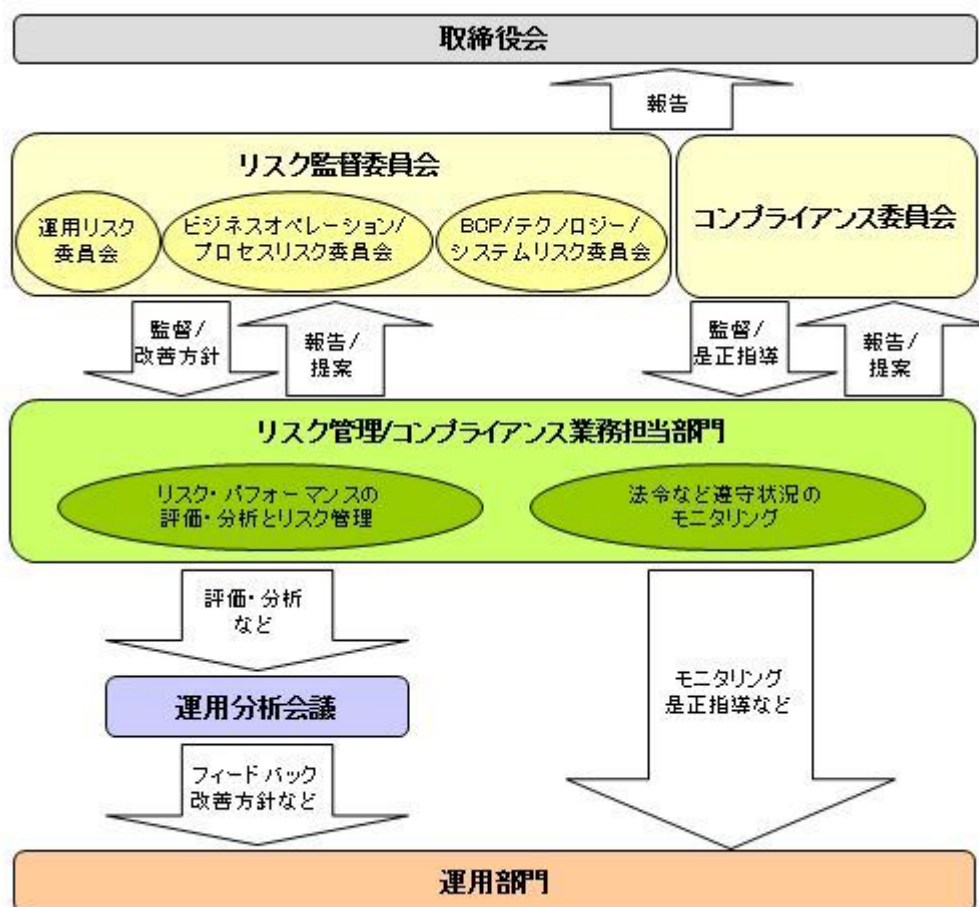 取締役会
報告
リスク監督委員会
運用リスク
委員会
ビジネスオペレーション/
プロセスリスク委員会
BCP/テクノロジー/
システムリスク委員会
コンプライアンス委員会
監督/
改善方針
報告/
提案
監督/
是正指導
報告/
提案
リスク管理/コンプライアンス業務担当部門
リスク・パフォーマンスの
評価・分析とリスク管理
法令など遵守状況の
モニタリング
評価・分析
など
運用分析会議
モニタリング
是正指導など
フィードバック
改善方針など
運用部門